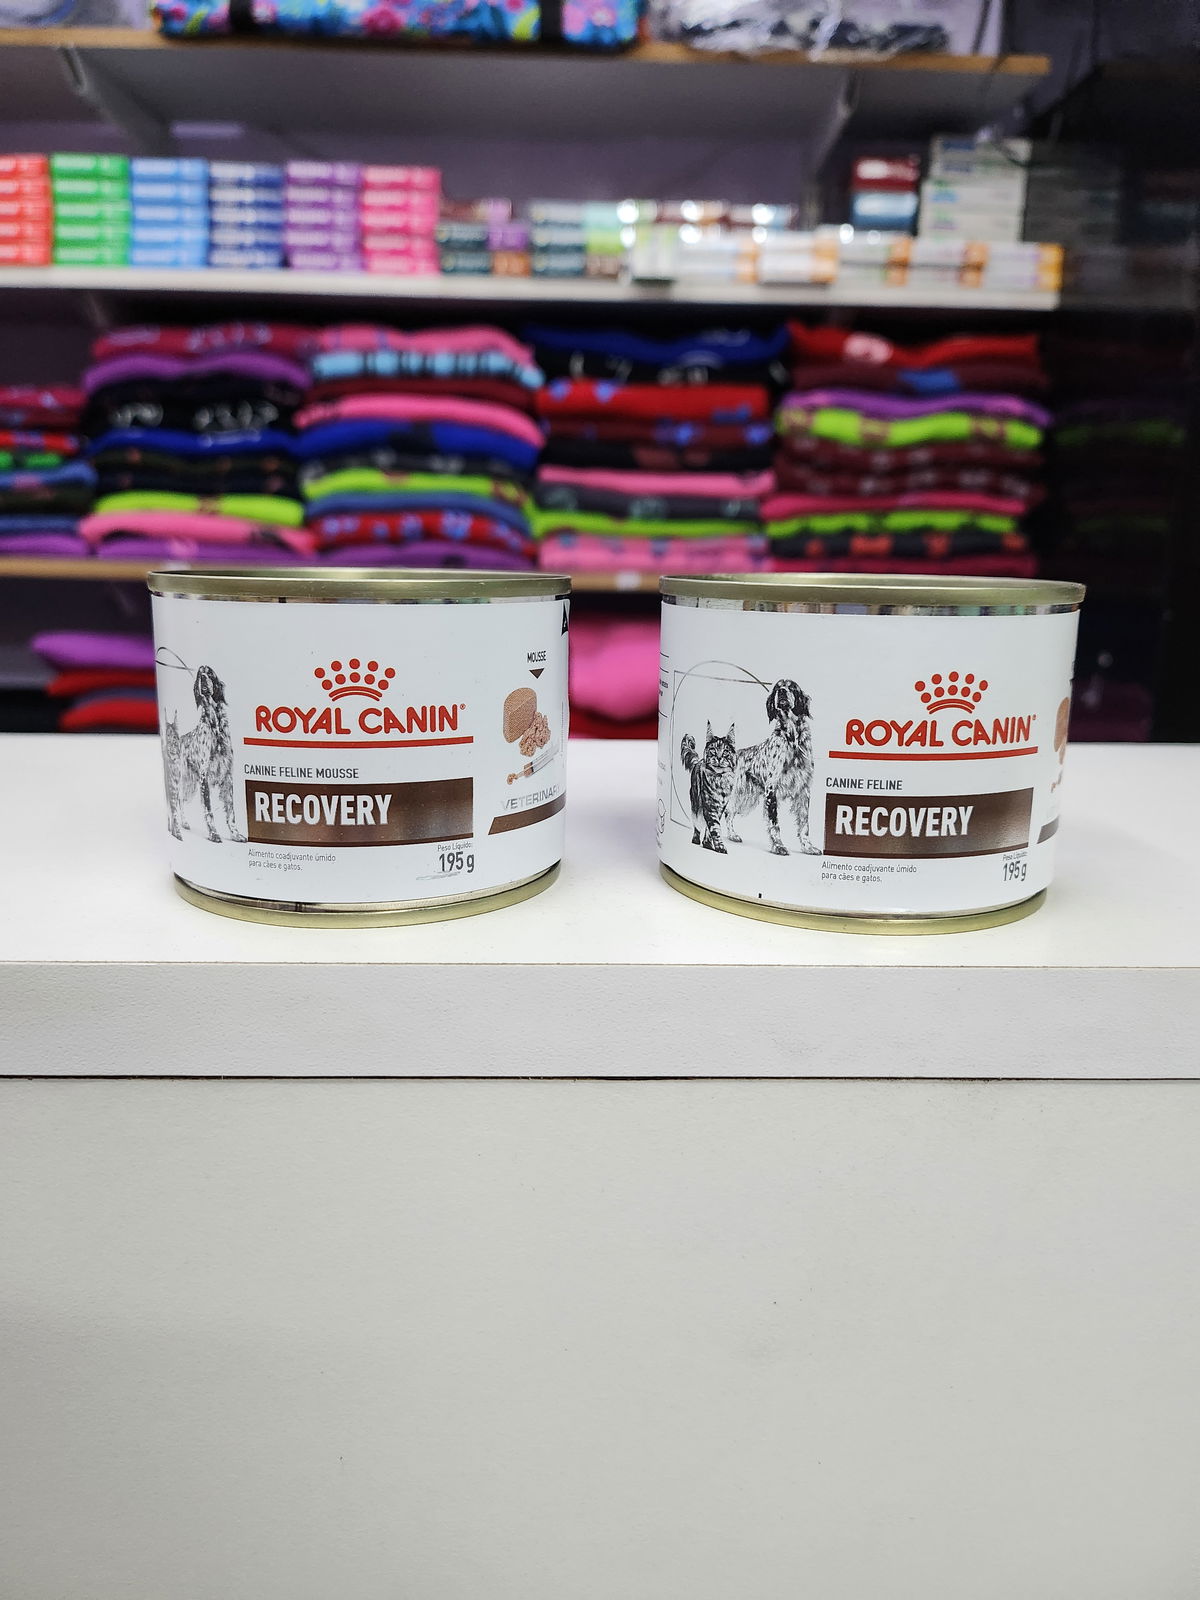 ROYAL CANIN®
CANINE FELINE MOUSSE
RECOVERY
Alimento coadjuvante úmido
para cães e gatos.
Peso Líquido:
195g
MOUSSE
VETERINAR
ROYAL CANIN®
CANINE FELINE
RECOVERY
Alimento coadjuvante úmido
para cães e gatos.
Peso Líquido:
195g